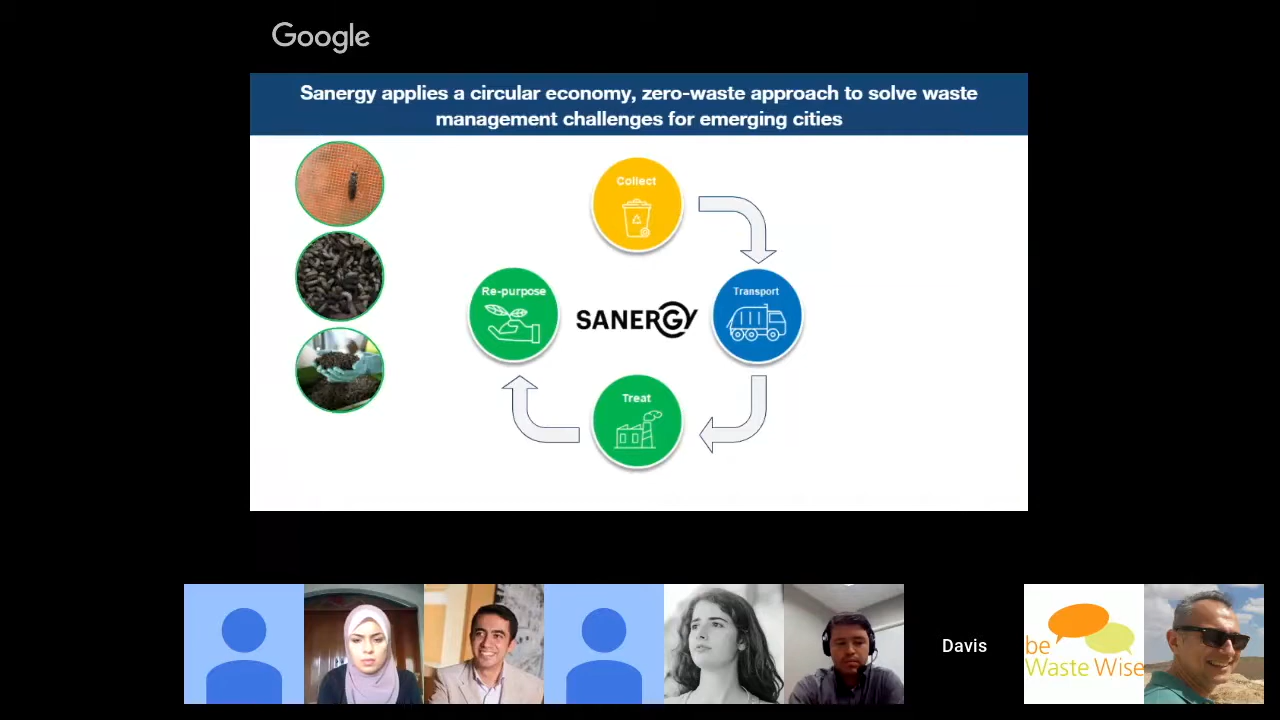 Google
Sanergy applies a circular economy, zero-waste approach to solve waste
management challenges for emerging cities
Collect
Re-purpose
SANERGY
Transport
Treat
Davis
be
Waste Wise